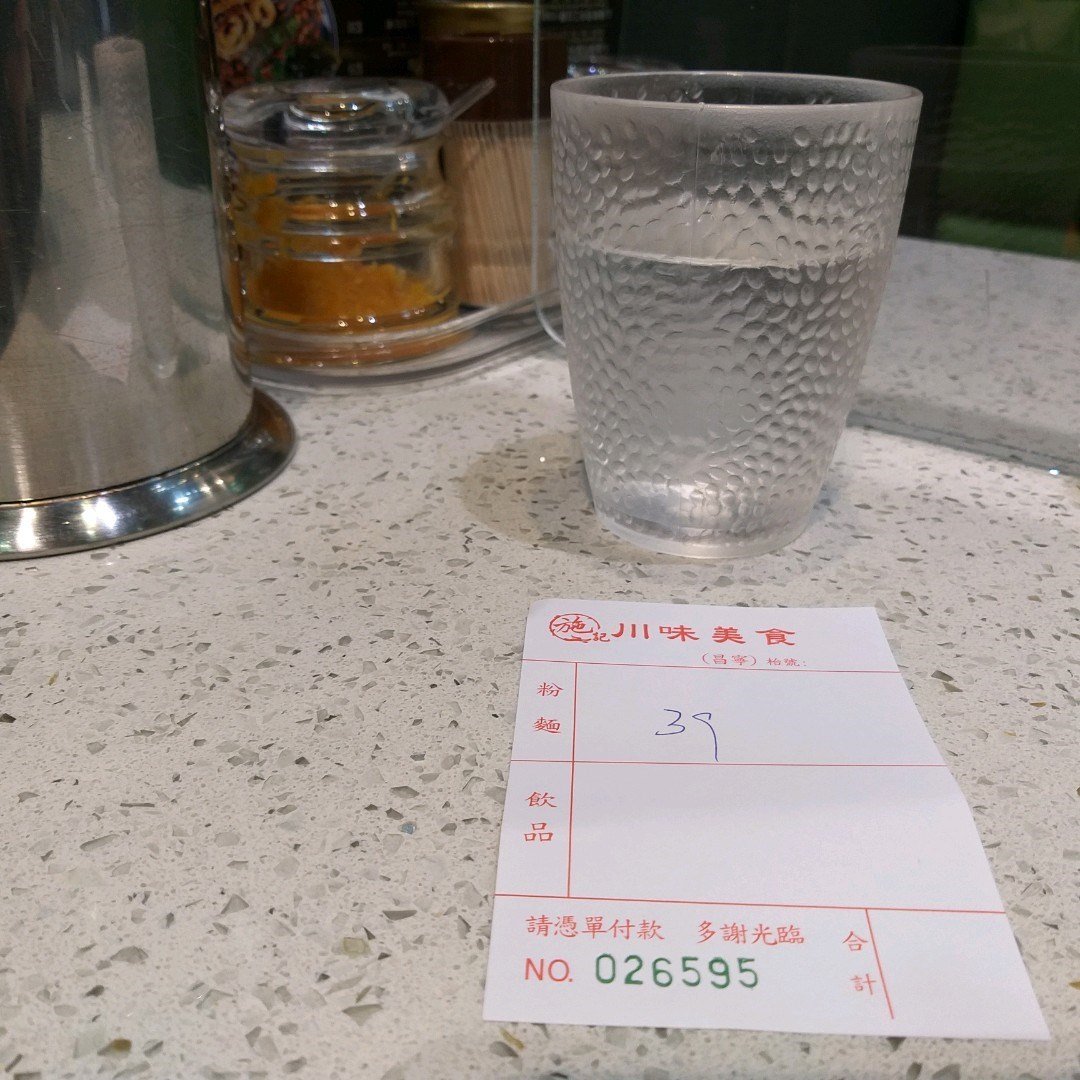 施記川味美食
(昌寧)枱號:
粉麵
39
飲品
請憑單付款 多謝光臨
合計
NO. 026595